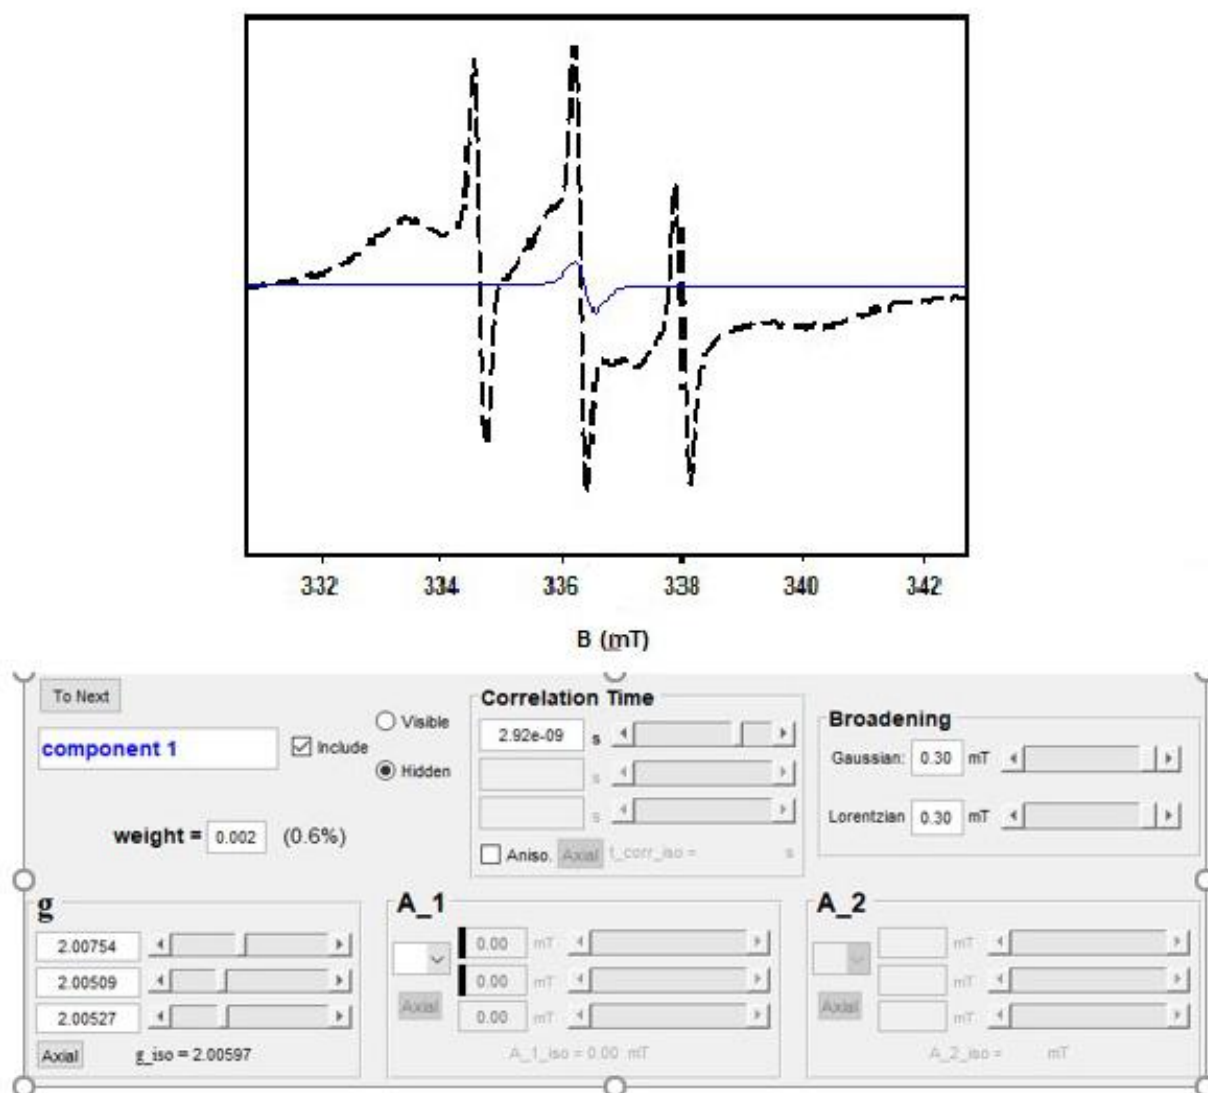 332 334 336 338 340 342
B (mT)
To Next
component 1
Include
Visible
Hidden
weight = 0.002 (0.6%)
Correlation Time
2.92e-09 s
s
s
Aniso. Axial t_corr_iso = s
Broadening
Gaussian: 0.30 mT
Lorentzian 0.30 mT
g
2.00754
2.00509
2.00527
Axial g_iso = 2.00597
A_1
0.00 mT
0.00 mT
Axial
0.00 mT
A_1_iso = 0.00 mT
A_2
mT
mT
Axial
mT
A_2_iso = mT